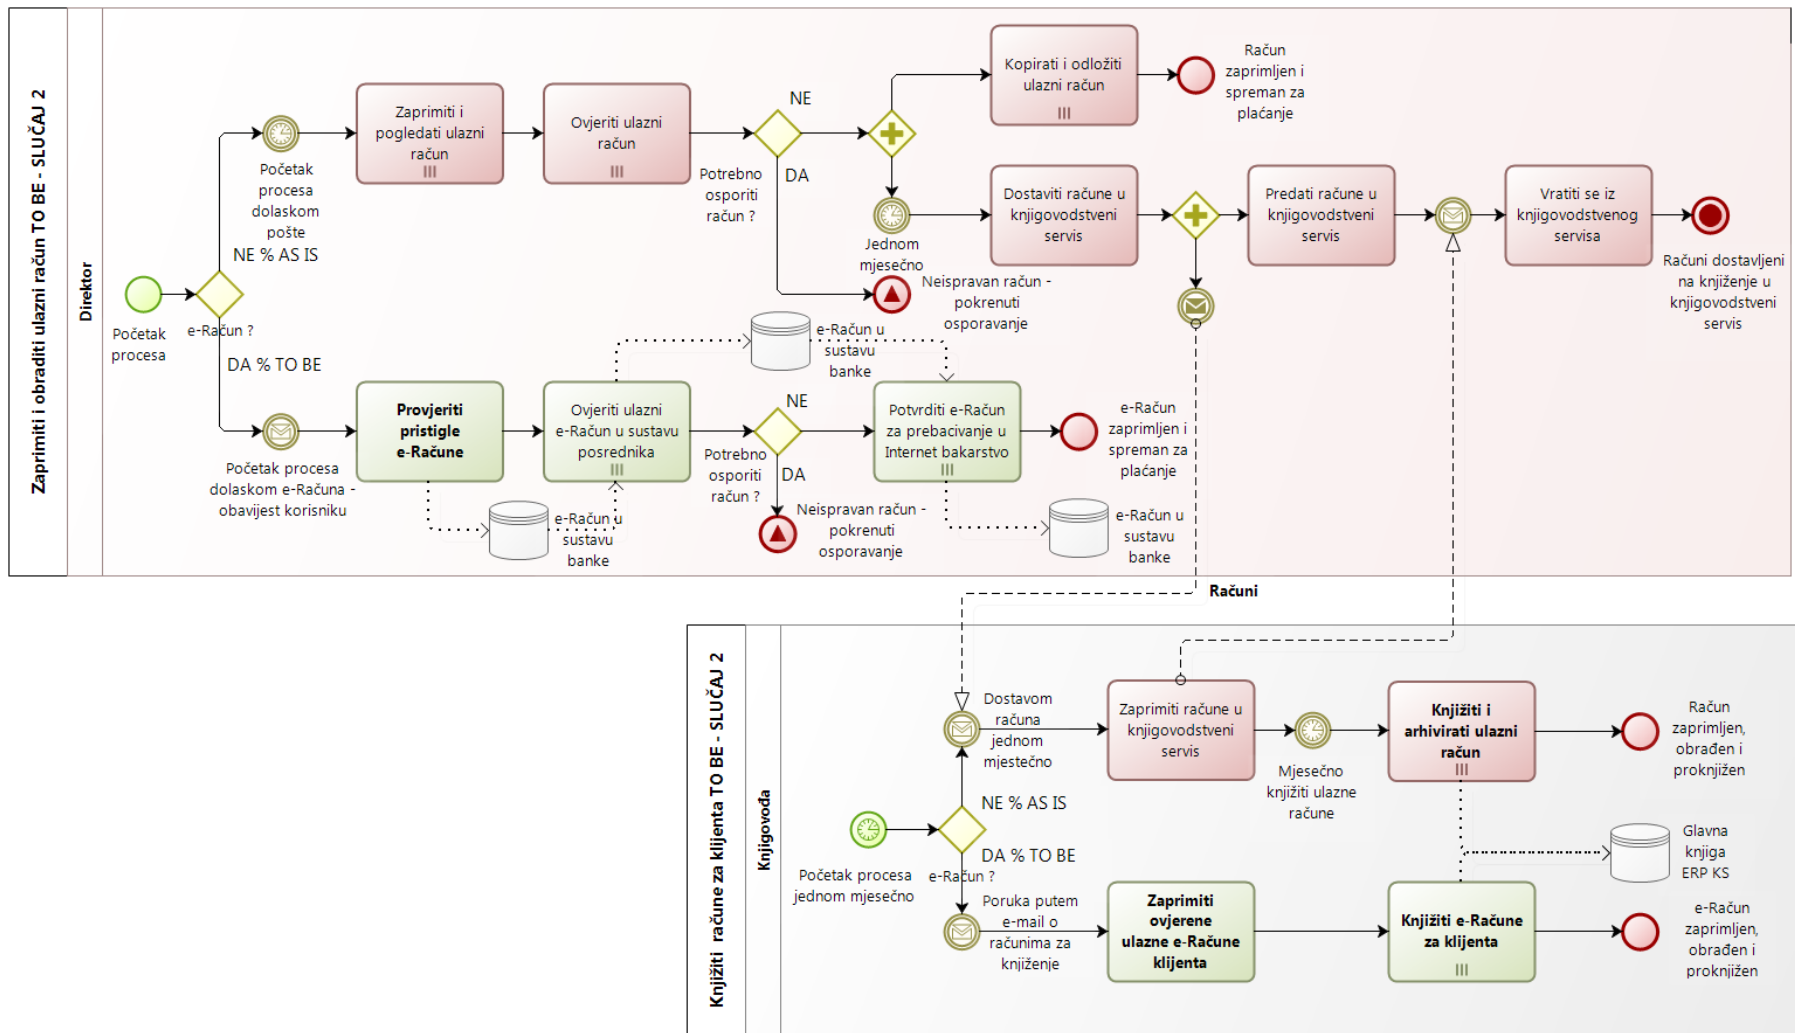 Zaprimiti i obraditi ulazni račun TO BE - SLUČAJ 2
Direktor
Početak
procesa
e-Račun ?
NE % AS IS
DA % TO BE
Početak
procesa
dolaskom
pošte
Zaprimiti i
pogledati ulazni
račun
Ovjeriti ulazni
račun
Potrebno
osporiti
račun ?
NE
DA
Kopirati i odložiti
ulazni račun
Račun
zaprimljen i
spreman za
plaćanje
Jednom
mjesečno
Dostaviti račune u
knjigovodstveni
servis
Predati račune u
knjigovodstveni
servis
Vratiti se iz
knjigovodstvenog
servisa
Računi dostavljeni
na knjiženje u
knjigovodstveni
servis
Neispravan račun -
pokrenuti
osporavanje
Početak procesa
dolaskom e-Računa -
obavijest korisniku
Provjeriti
pristigle
e-Račune
e-Račun u
sustavu
banke
Ovjeriti ulazni
e-Račun u sustavu
posrednika
e-Račun u
sustavu
banke
Potrebno
osporiti
račun ?
NE
DA
Neispravan račun -
pokrenuti
osporavanje
Potvrditi e-Račun
za prebacivanje u
Internet bakarstvo
e-Račun
zaprimljen i
spreman za
plaćanje
e-Račun u
sustavu
banke
Računi
Knjižiti račune za klijenta TO BE - SLUČAJ 2
Knjigovođa
Početak procesa
jednom mjesečno
e-Račun ?
NE % AS IS
DA % TO BE
Dostavom
računa
jednom
mjestečno
Zaprimiti račune u
knjigovodstveni
servis
Mjesečno
knjižiti ulazne
račune
Knjižiti i
arhivirati ulazni
račun
Račun
zaprimljen,
obrađen i
proknjižen
Glavna
knjiga
ERP KS
Poruka putem
e-mail o
računima za
knjiženje
Zaprimiti
ovjerene
ulazne e-Račune
klijenta
Knjižiti e-Račune
za klijenta
e-Račun
zaprimljen,
obrađen i
proknjižen